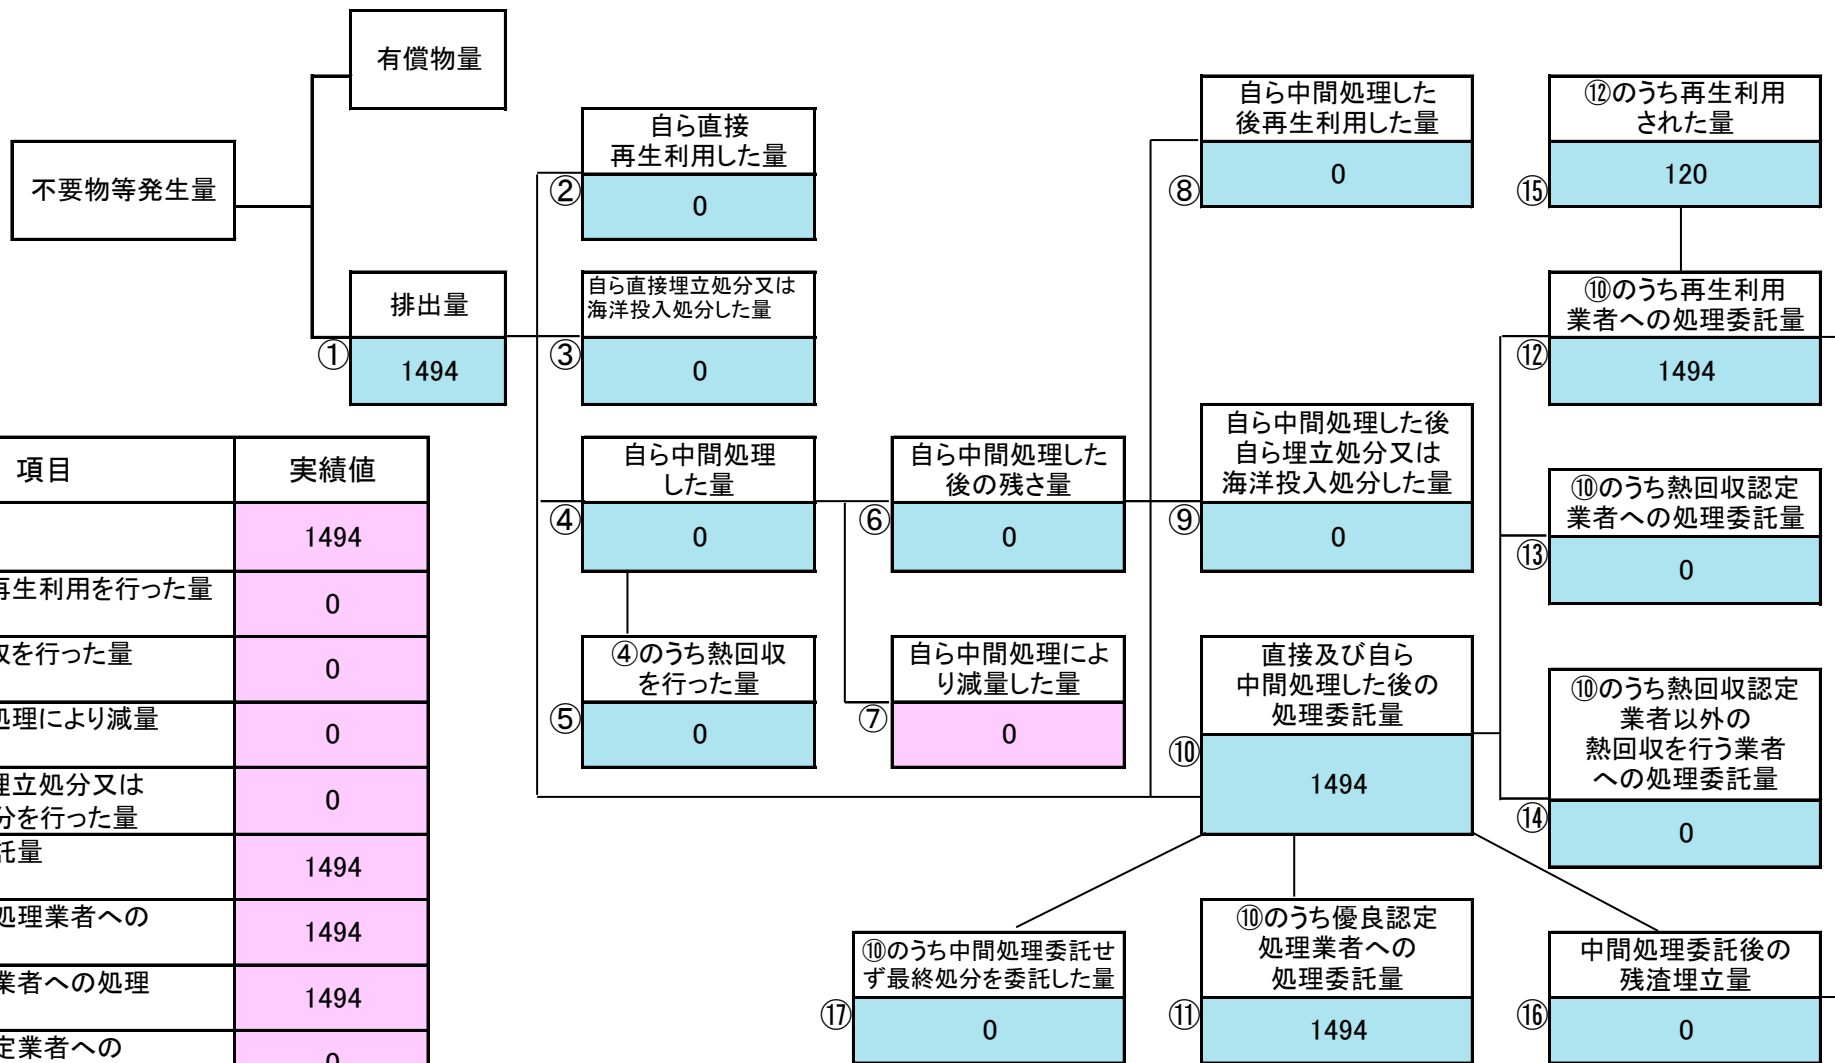 有償物量
不要物等発生量
排出量
①
1494
自ら直接
再生利用した量
②
0
自ら直接埋立処分又は
海洋投入処分した量
③
0
自ら中間処理
した量
④
0
④のうち熱回収
を行った量
⑤
0
自ら中間処理した
後の残さ量
⑥
0
自ら中間処理によ
り減量した量
⑦
0
自ら中間処理した
後再生利用した量
⑧
0
自ら中間処理した後
自ら埋立処分又は
海洋投入処分した量
⑨
0
直接及び自ら
中間処理した後の
処理委託量
⑩
1494
⑫のうち再生利用
された量
⑮
120
⑩のうち再生利用
業者への処理委託量
⑫
1494
⑩のうち熱回収認定
業者への処理委託量
⑬
0
⑩のうち熱回収認定
業者以外の
熱回収を行う業者
への処理委託量
⑭
0
⑩のうち中間処理委託せ
ず最終処分を委託した量
⑰
0
⑩のうち優良認定
処理業者への
処理委託量
⑪
1494
中間処理委託後の
残渣埋立量
⑯
0
項目
実績値
1494
再生利用を行った量
0
収を行った量
0
処理により減量
0
埋立処分又は
分を行った量
0
託量
1494
処理業者への
1494
業者への処理
1494
定業者への
0